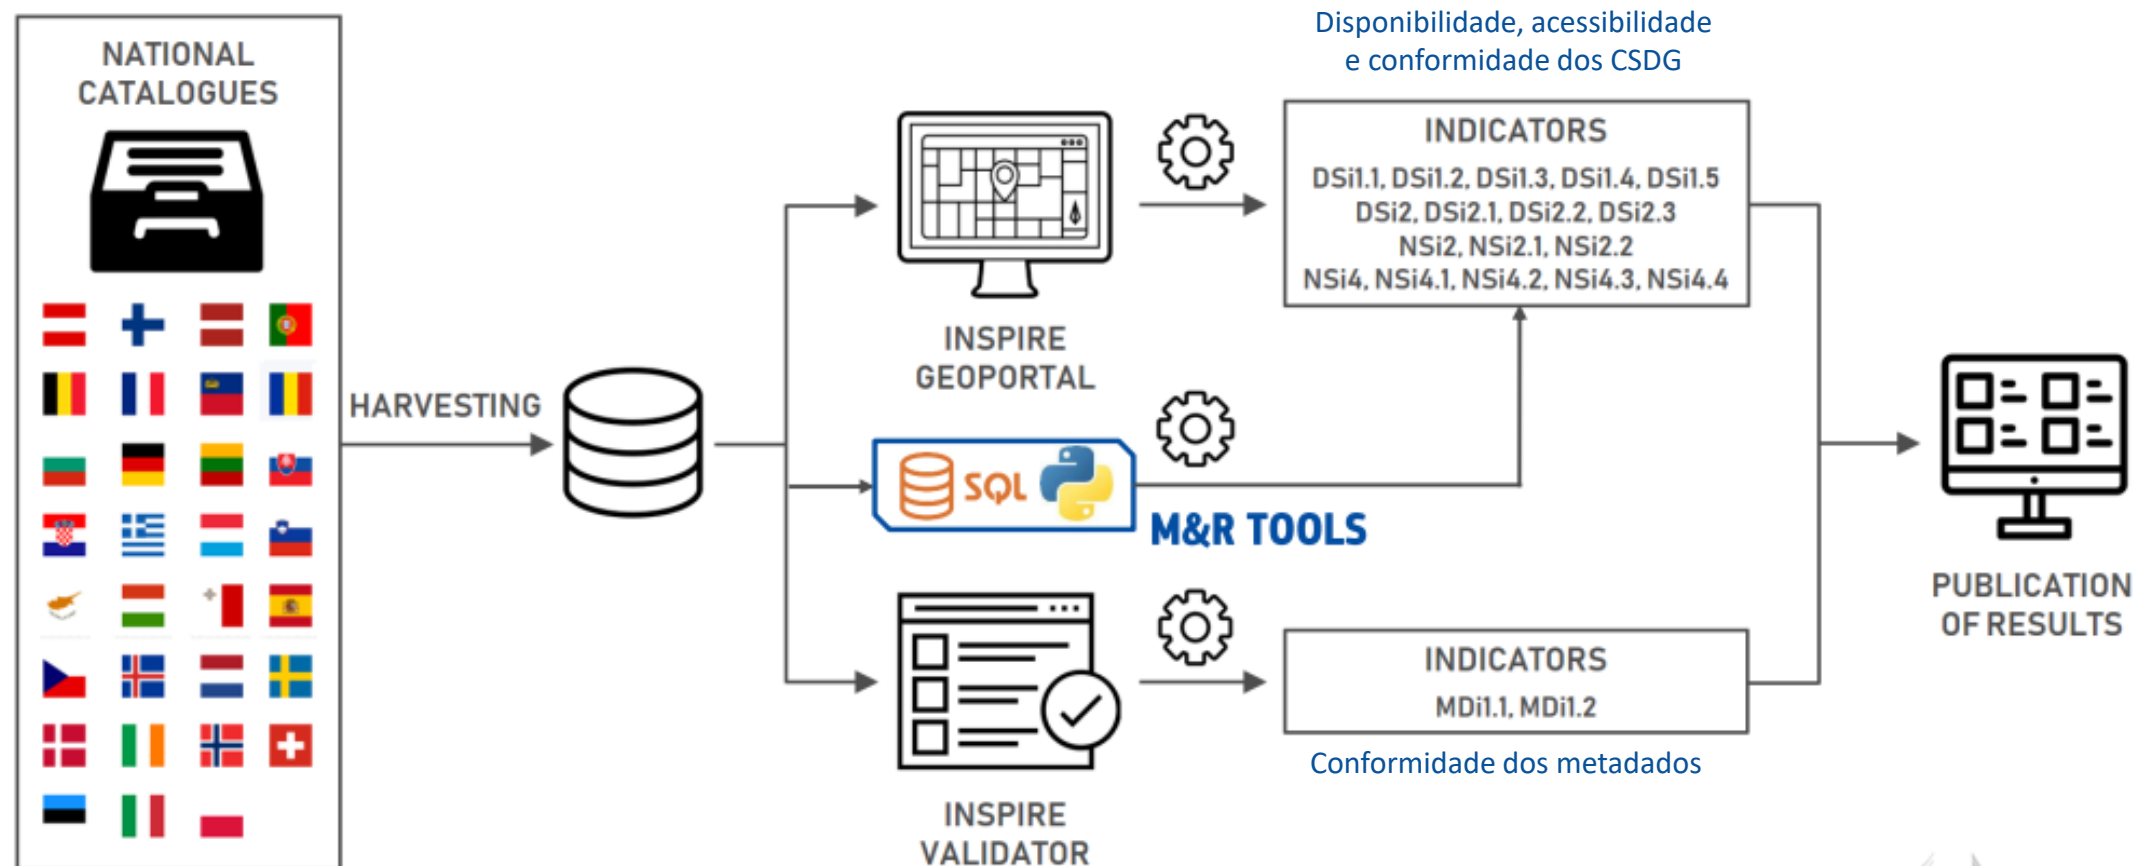 NATIONAL
CATALOGUES
HARVESTING
INSPIRE
GEOPORTAL
SQL
M&R TOOLS
INSPIRE
VALIDATOR
Disponibilidade, acessibilidade
e conformidade dos CSDG
INDICATORS
DSi1.1, DSi1.2, DSi1.3, DSi1.4, DSi1.5
DSi2, DSi2.1, DSi2.2, DSi2.3
NSi2, NSi2.1, NSi2.2
NSi4, NSi4.1, NSi4.2, NSi4.3, NSi4.4
INDICATORS
MDi1.1, MDi1.2
Conformidade dos metadados
PUBLICATION
OF RESULTS